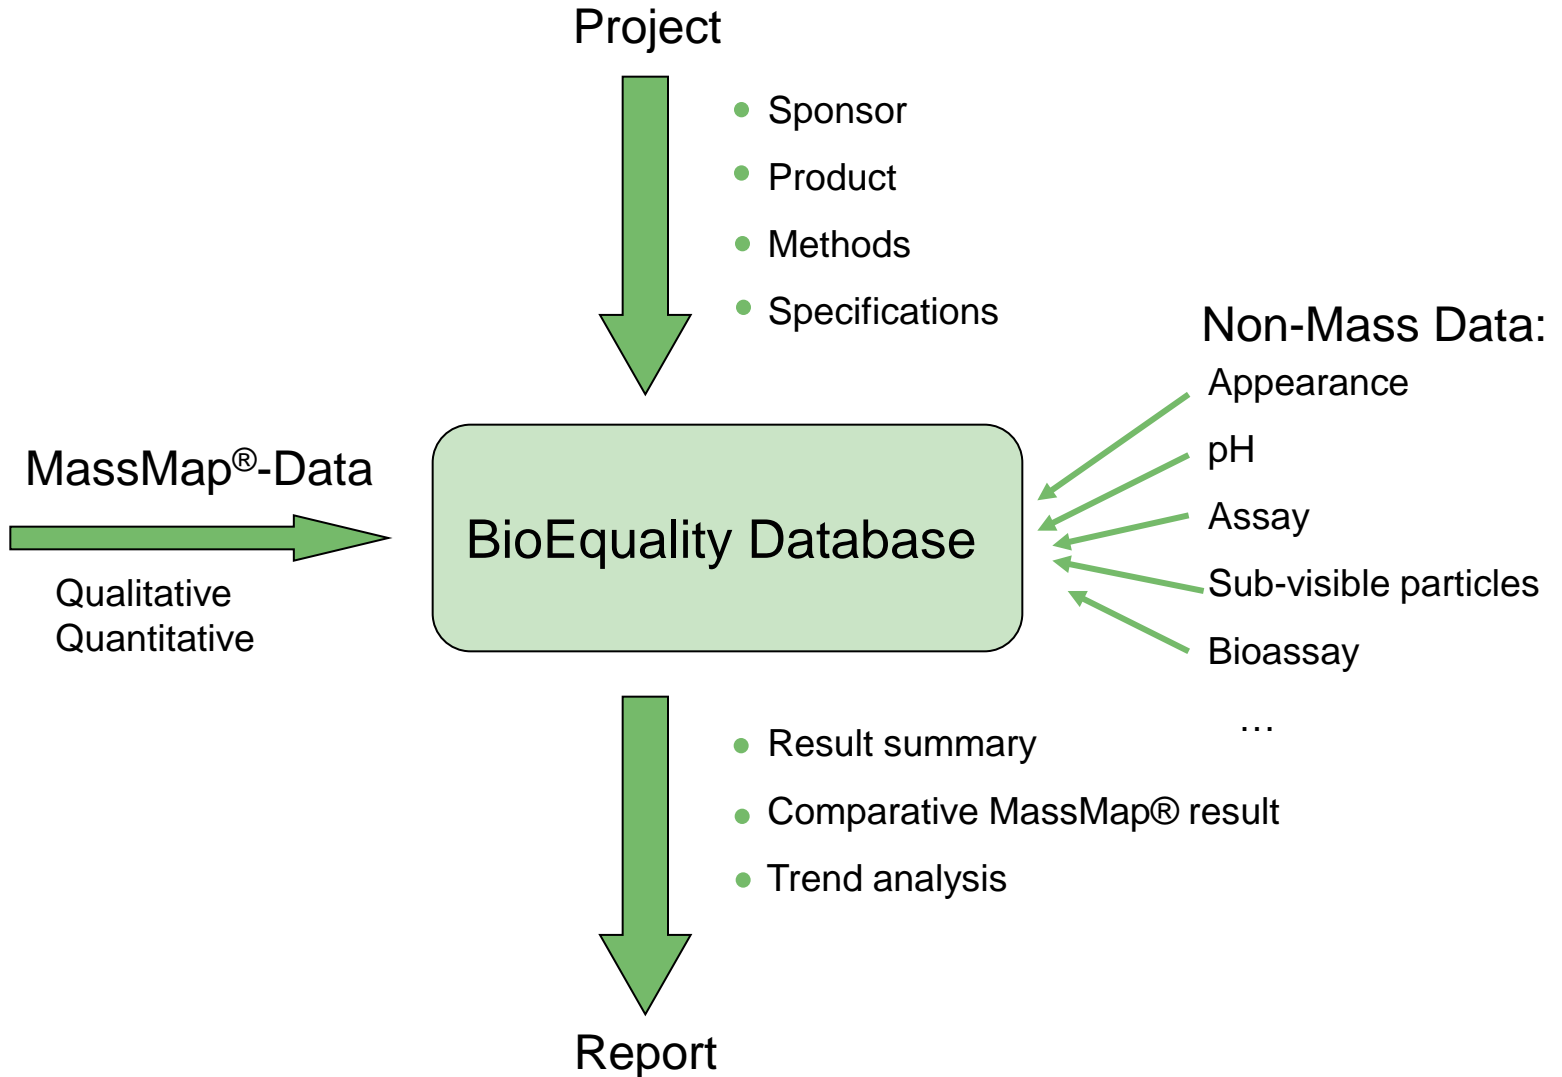 Project
Sponsor
Product
Methods
Specifications
MassMap®-Data
Qualitative
Quantitative
BioEquality Database
Non-Mass Data:
Appearance
pH
Assay
Sub-visible particles
Bioassay
…
Result summary
Comparative MassMap® result
Trend analysis
Report